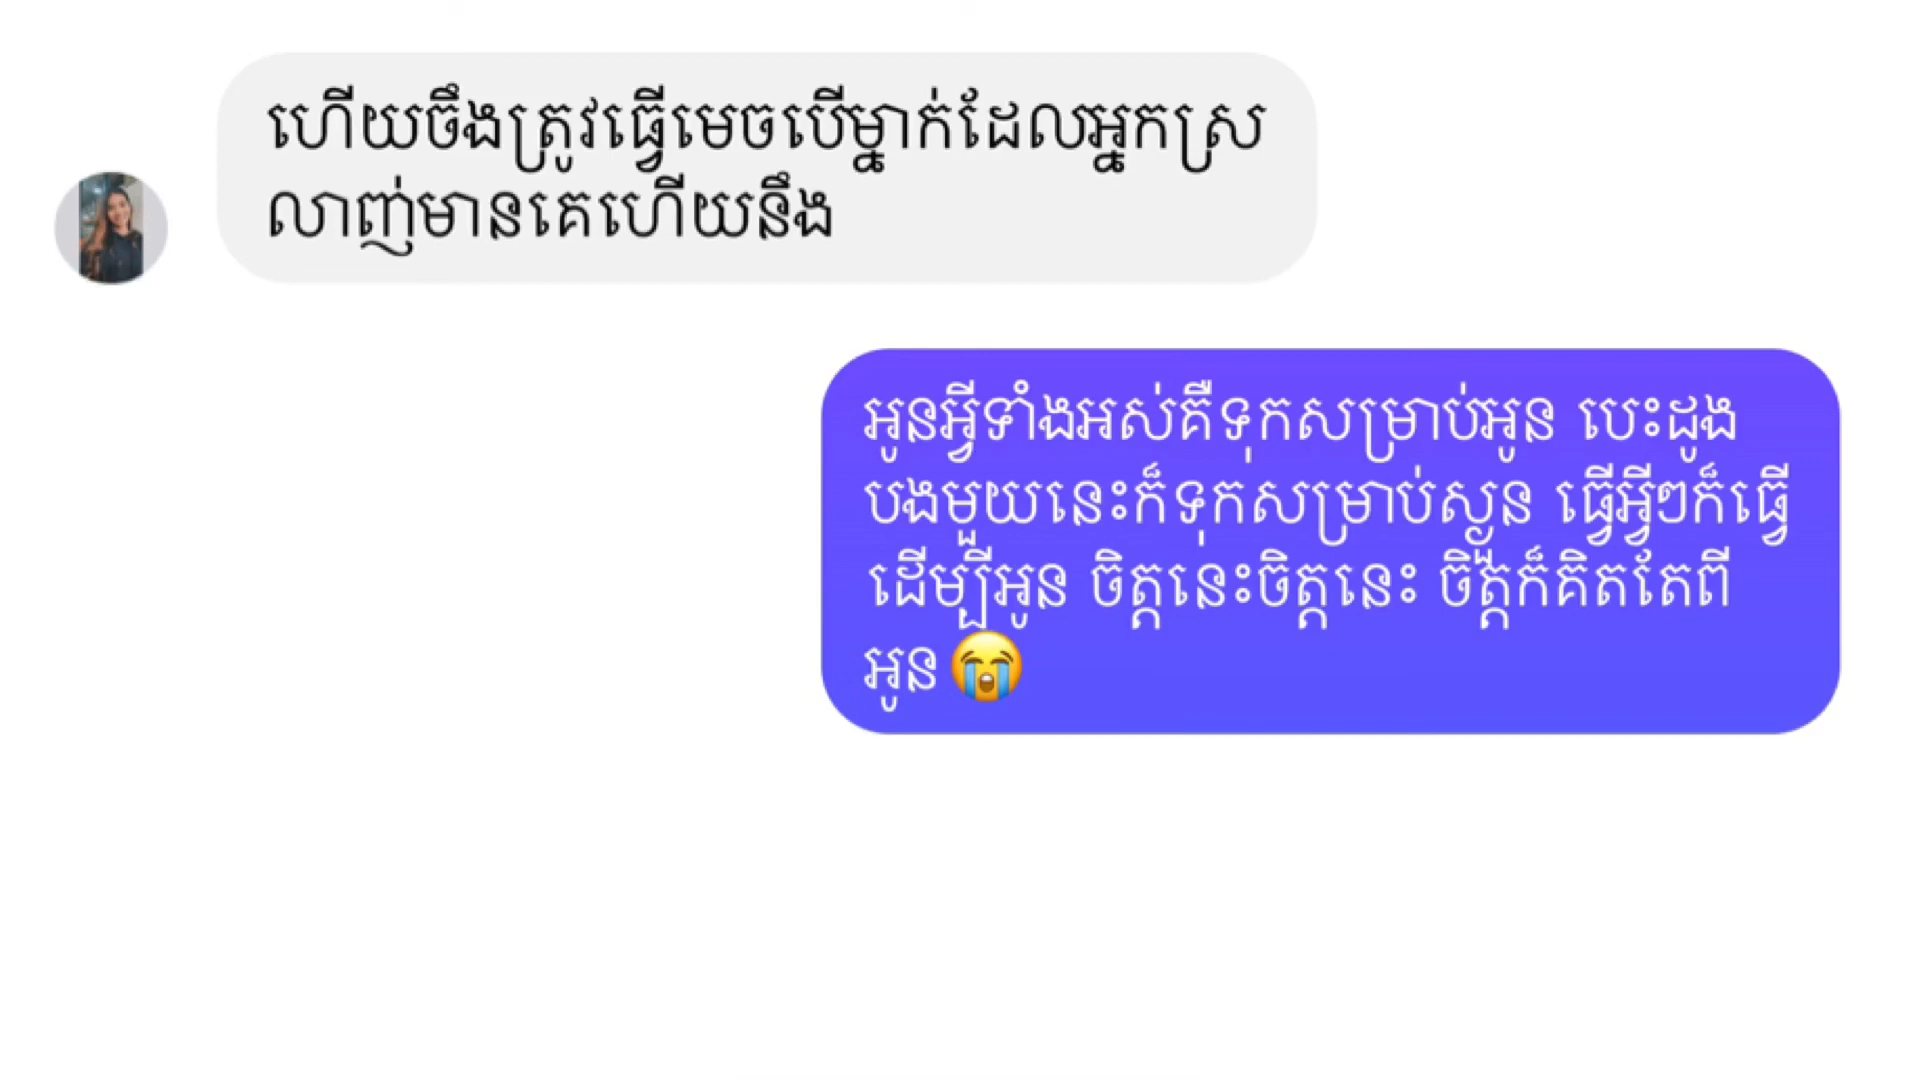 ហើយចឹងត្រូវធ្វើមេចបើម្នាក់ដែលអ្នកស្រ
លាញ់មានគេហើយនឹង
អូនអ្វីទាំងអស់គឺទុកសម្រាប់អូន បេះដូង
បងមួយនេះក៏ទុកសម្រាប់ស្ងួន ធ្វើអ្វីៗក៏ធ្វើ
ដើម្បីអូន ចិត្តនេះចិត្តនេះ ចិត្តក៏គិតតែពី
អូន😭